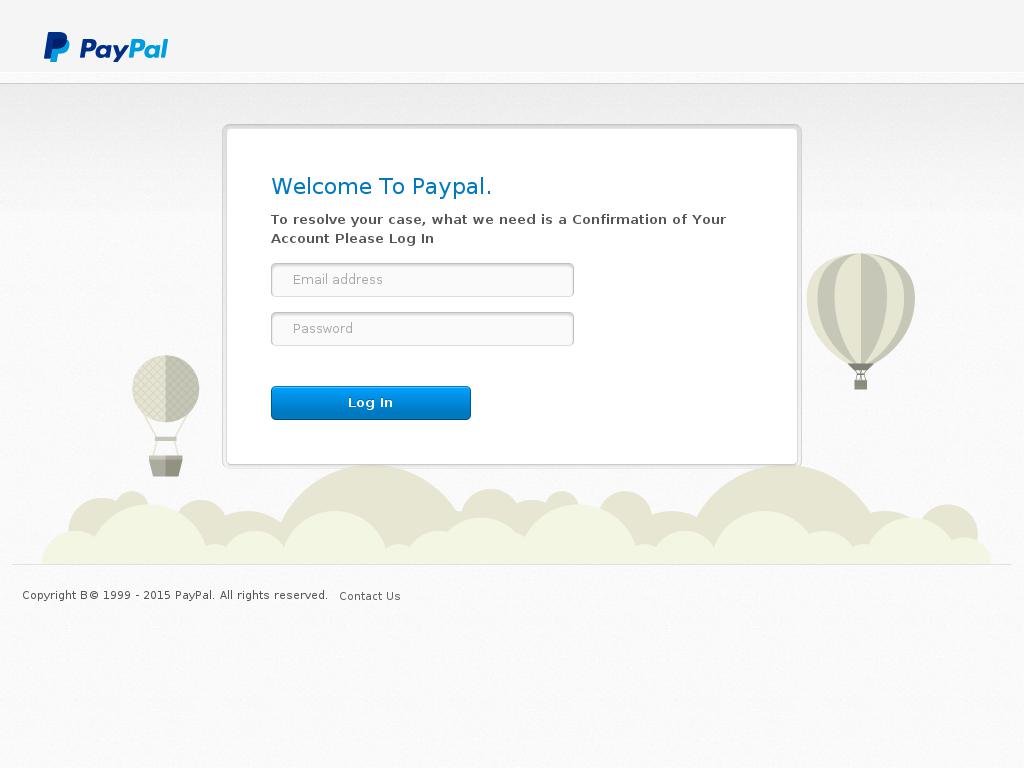 PayPal
Welcome To Paypal.
To resolve your case, what we need is a Confirmation of Your
Account Please Log In
Email address
Password
Log In
Copyright В© 1999 - 2015 PayPal. All rights reserved. Contact Us